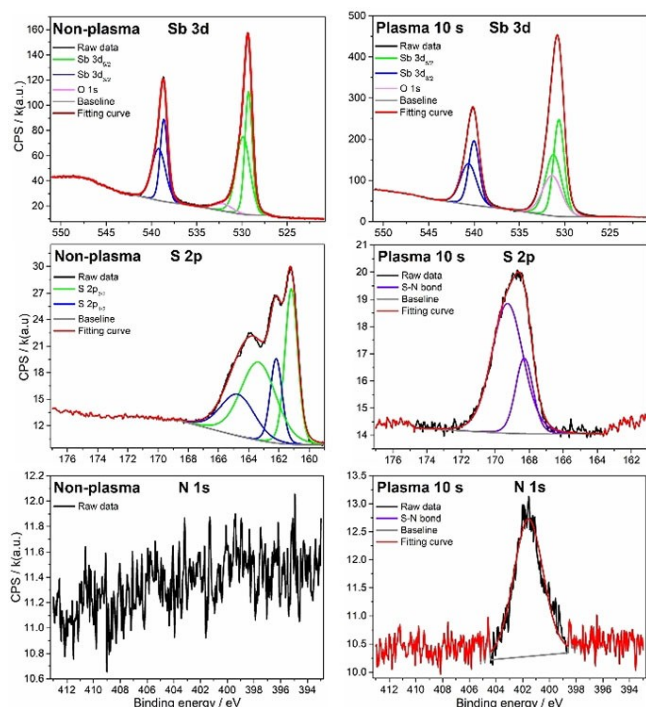 Non-plasma Sb 3d
Raw data
Sb 3d5/2
Sb 3d3/2
O 1s
Baseline
Fitting curve
CPS / k(a.u.)
160
140
120
100
80
60
40
20
550 545 540 535 530 525
Plasma 10 s Sb 3d
Raw data
Sb 3d5/2
Sb 3d3/2
O 1s
Baseline
Fitting curve
500
400
300
200
100
0
550 545 540 535 530 525
Non-plasma S 2p
Raw data
S 2p3/2
S 2p1/2
Baseline
Fitting curve
CPS / k(a.u)
30
27
24
21
18
15
12
176 174 172 170 168 166 164 162 160
Plasma 10 s S 2p
Raw data
S-N bond
Baseline
Fitting curve
21
20
19
18
17
16
15
14
176 174 172 170 168 166 164 162
Non-plasma N 1s
Raw data
CPS / k(a.u.)
12.2
12.0
11.8
11.6
11.4
11.2
11.0
10.8
10.6
412 410 408 406 404 402 400 398 396 394
Binding energy / eV
Plasma 10 s N 1s
Raw data
S-N bond
Baseline
Fitting curve
13.5
13.0
12.5
12.0
11.5
11.0
10.5
10.0
412 410 408 406 404 402 400 398 396 394
Binding energy / eV